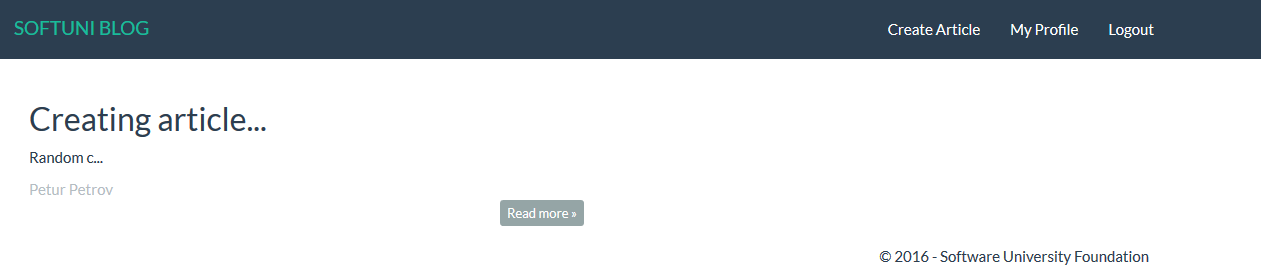 SOFTUNI BLOG Create Article My Profile Logout
Creating article...
Random c...
Petur Petrov
Read more »
© 2016 - Software University Foundation